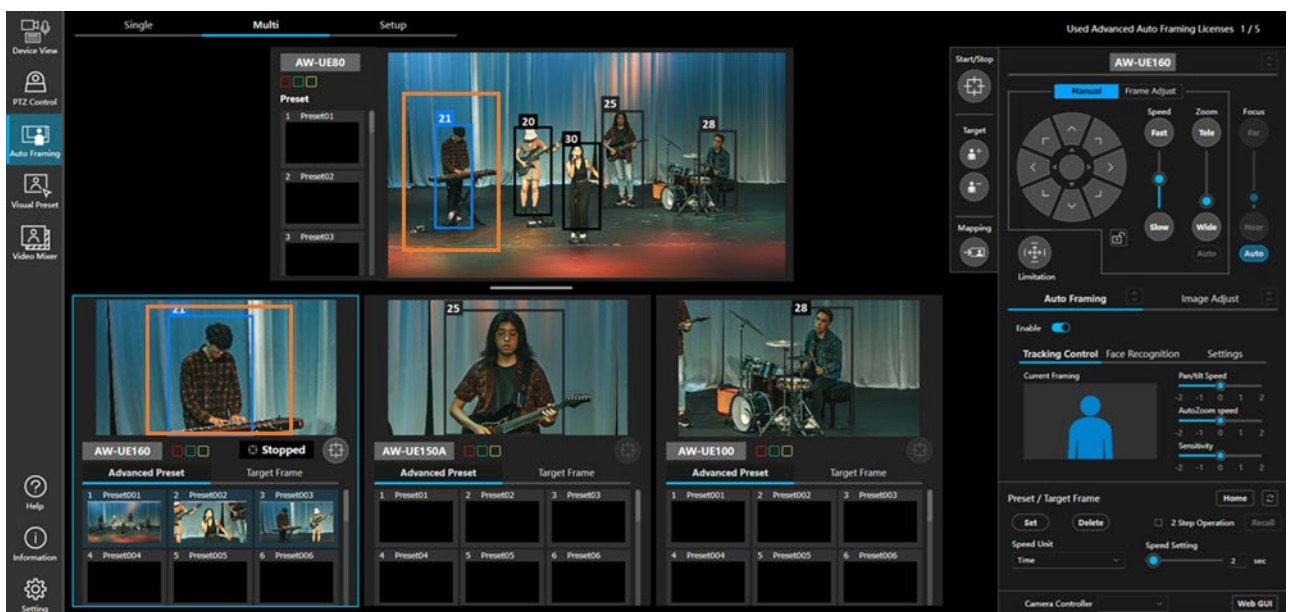 Single Multi Setup
Used Advanced Auto Framing Licenses 1 / 5
Device View
PTZ Control
Auto Framing
Visual Preset
Video Mixer
Help
Information
Setting
AW-UE80
Preset
1 Preset01
2 Preset02
3 Preset03
21
20
30
25
28
Start/Stop
Target
Mapping
21
AW-UE160
Stopped
Advanced Preset Target Frame
1 Preset001 2 Preset002 3 Preset003
4 Preset004 5 Preset005 6 Preset006
25
AW-UE150A
Advanced Preset Target Frame
1 Preset01 2 Preset02 3 Preset03
4 Preset04 5 Preset05 6 Preset06
28
AW-UE100
Advanced Preset Target Frame
1 Preset001 2 Preset002 3 Preset003
4 Preset004 5 Preset005 6 Preset006
AW-UE160
Manual Frame Adjust
Speed Zoom Focus
Fast Tele Far
Slow Wide Near
Auto Auto
Limitation
Auto Framing Image Adjust
Enable
Tracking Control Face Recognition Settings
Current Framing
Pan/tilt Speed
-2 -1 0 1 2
AutoZoom speed
-2 -1 0 1 2
Sensitivity
-2 -1 0 1 2
Preset / Target Frame Home
Set Delete 2 Step Operation Recall
Speed Unit Speed Setting
Time 2 sec
Camera Controller Web GUI